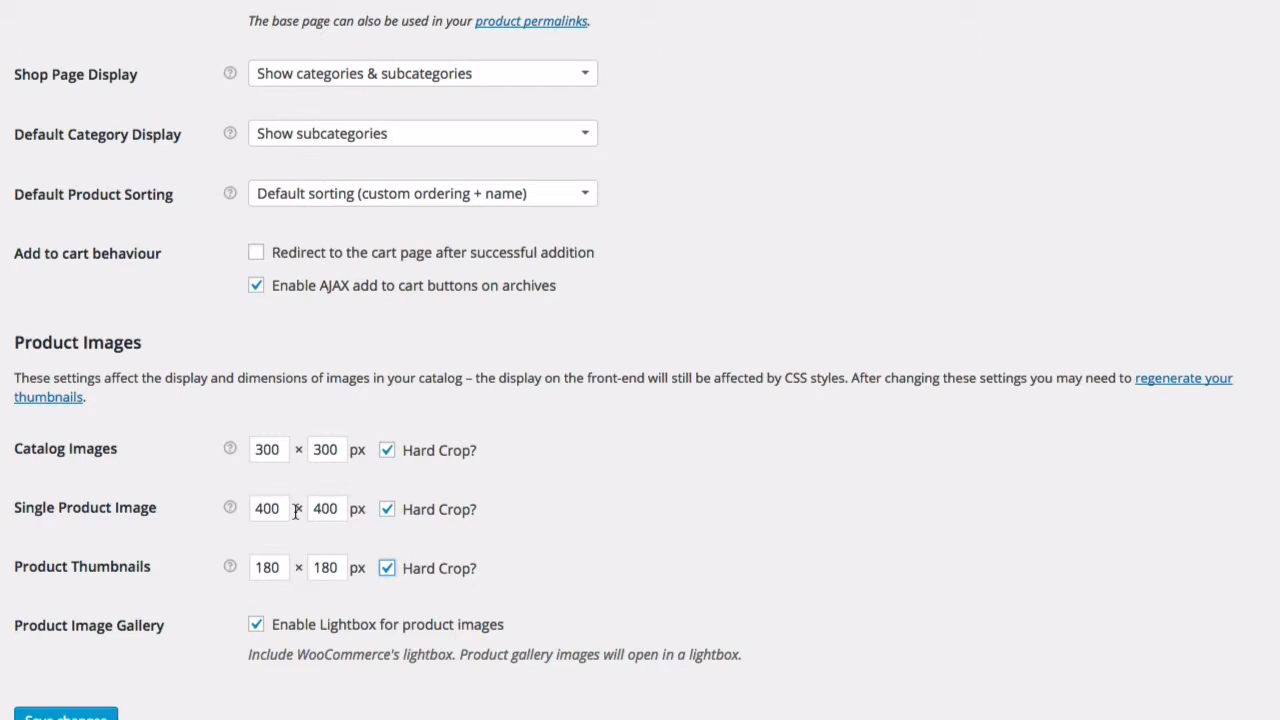 The base page can also be used in your product permalinks.
Shop Page Display Show categories & subcategories
Default Category Display Show subcategories
Default Product Sorting Default sorting (custom ordering + name)
Add to cart behaviour Redirect to the cart page after successful addition
Enable AJAX add to cart buttons on archives
Product Images
These settings affect the display and dimensions of images in your catalog – the display on the front-end will still be affected by CSS styles. After changing these settings you may need to regenerate your
thumbnails.
Catalog Images 300 × 300 px Hard Crop?
Single Product Image 400 × 400 px Hard Crop?
Product Thumbnails 180 × 180 px Hard Crop?
Product Image Gallery Enable Lightbox for product images
Include WooCommerce's lightbox. Product gallery images will open in a lightbox.
Save changes